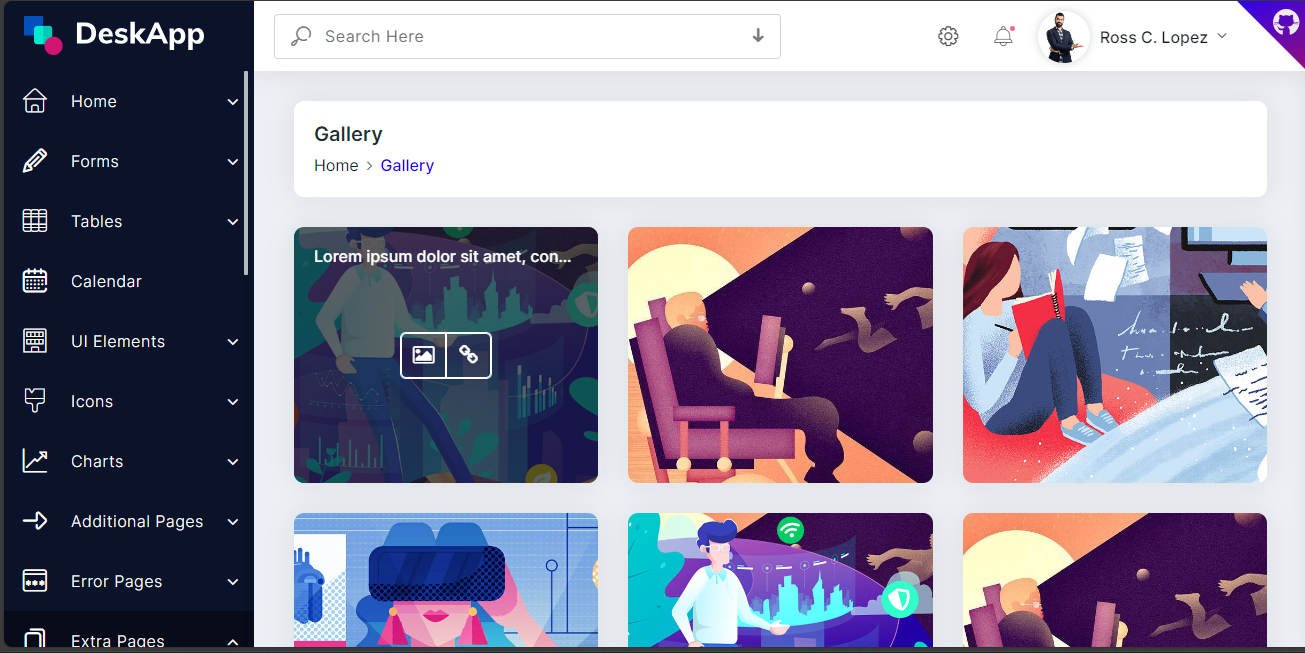 DeskApp
Search Here
Ross C. Lopez
Home
Forms
Tables
Calendar
UI Elements
Icons
Charts
Additional Pages
Error Pages
Extra Pages
Gallery
Home > Gallery
Lorem ipsum dolor sit amet, con...